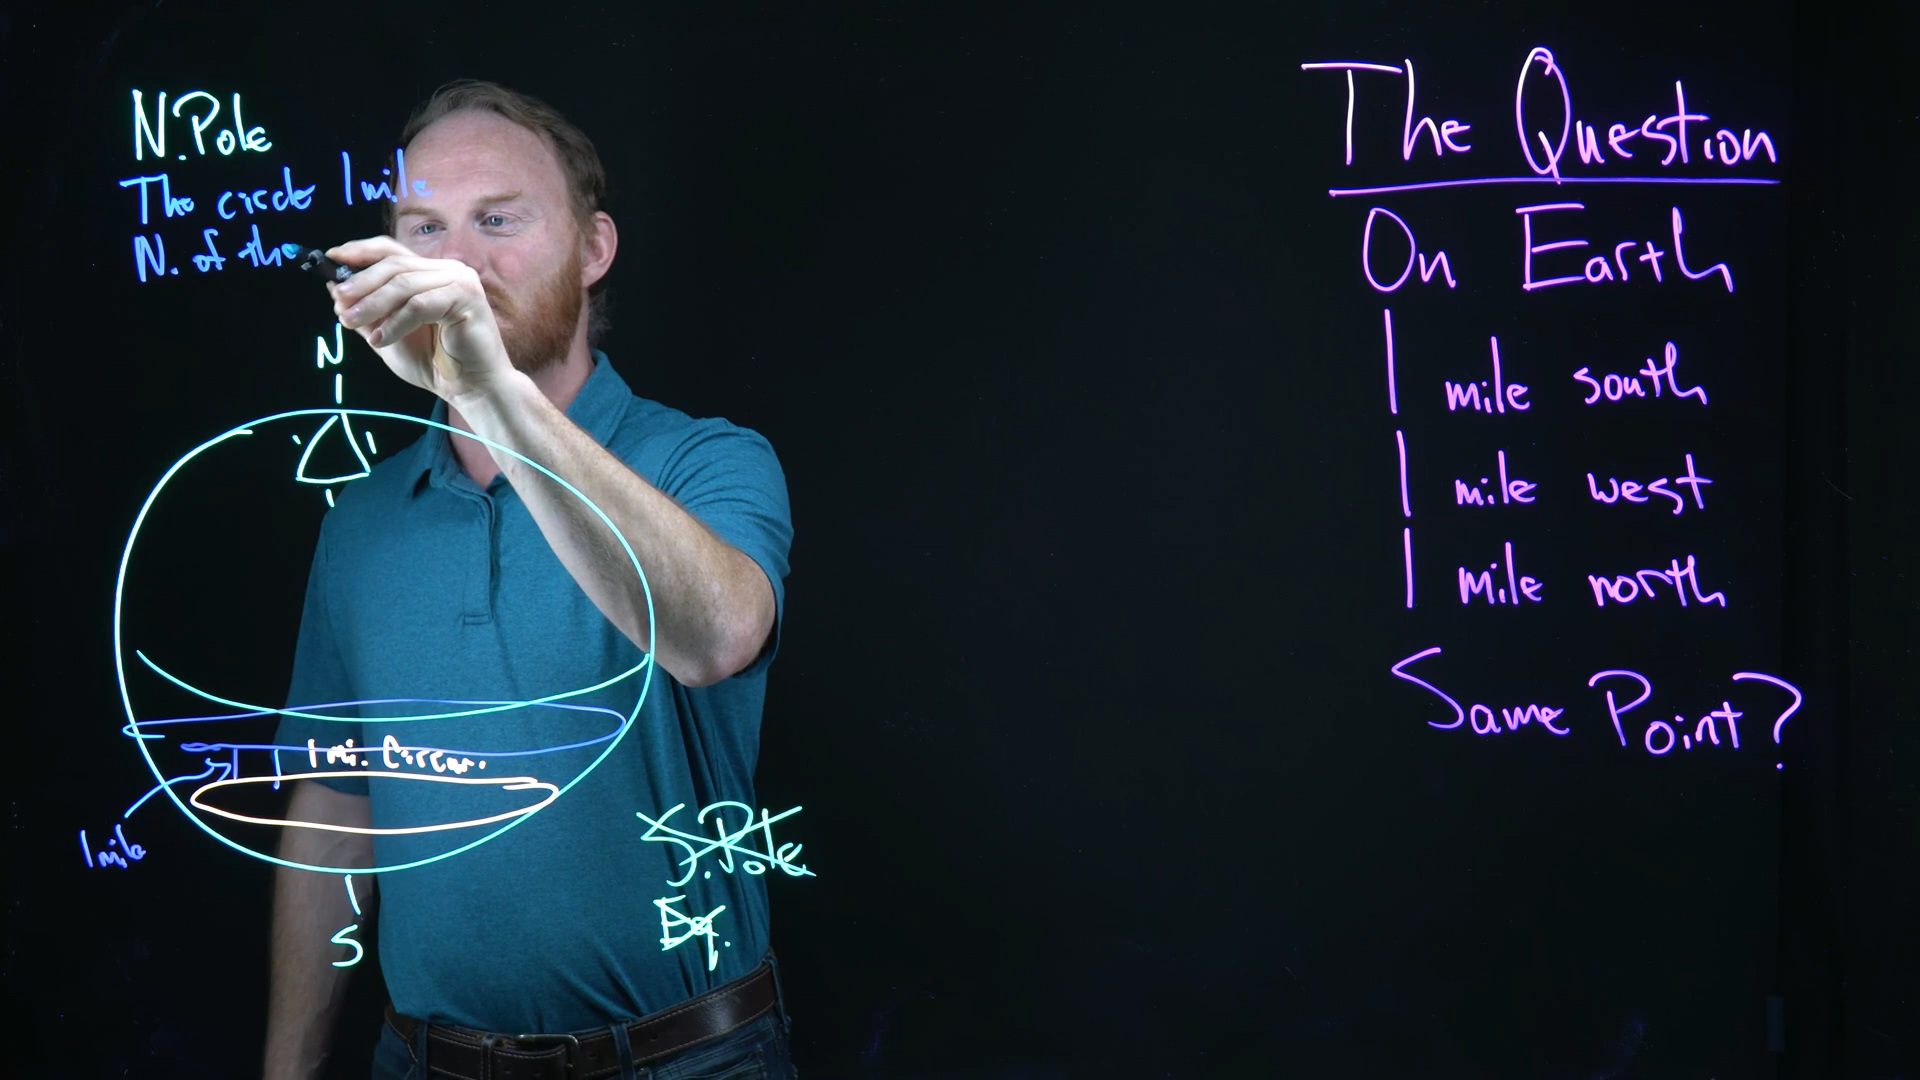 N.Pole
The circle 1 mile
N. of the
N
1 mi. Circum.
1 mile
S
S.Pole
Eq.
The Question
On Earth
1 mile south
1 mile west
1 mile north
Same Point?